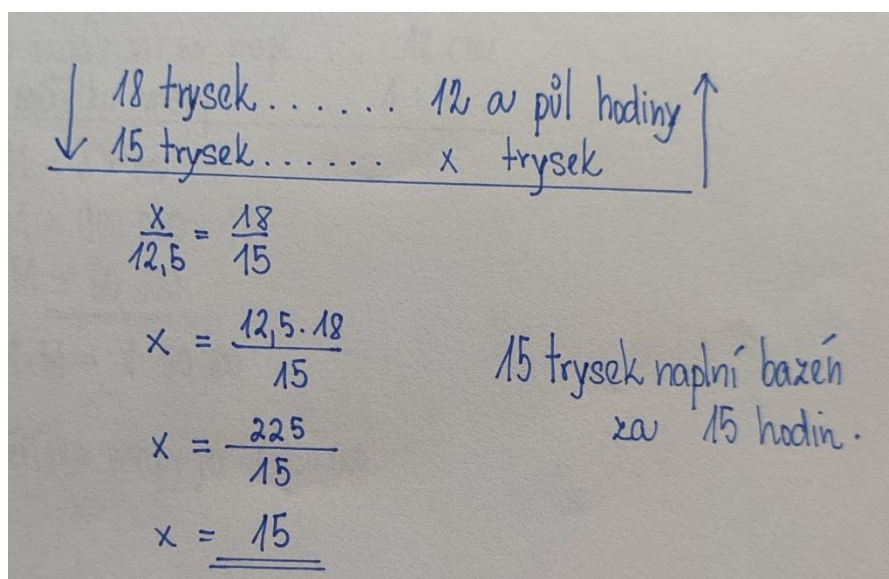 18 trysek...... 12 a půl hodiny
15 trysek...... x trysek
x/12,5 = 18/15
x = 12,5·18/15
x = 225/15
x = 15
15 trysek naplní bazén
za 15 hodin.